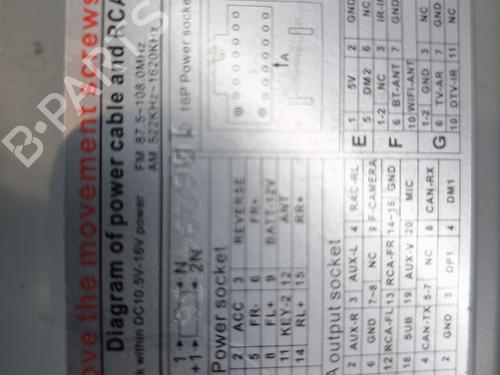 ove the movement screws
Diagram of power cable and RCA
k within DC10.5V-16V power
FM 87.5~108.0MHz
AM 522KHz~1620KHz
16P Power socket
A
1 N
+1 2N
Power socket
2 ACC 3 REVERSE
5 FR- 6 FR+
8 FL+ 9 BATT-12V
11 KEY-2 12 ANT
14 RL+ 15 RR+
A output socket
2 AUX-R 3 AUX-L 4 RAC-RL
6 GND 7~8 NC 9 F-CAMERA
12 RCA-FL 13 RCA-FR 14~16 GND
18 SUB 19 AUX-V 20 MIC
4 CAN-TX 5-7 NC 8 CAN-RX
2 GND 3 DP1 4 DM1
E
1 5V 2 GND
5 DM2 6 NC
F
1-2 NC 3 IR-I
6 BT-ANT 7 GND
10 WIFI-ANT
G
1-2 GND 3 NC
6 TV-AR 7 GND
10 DTV-IR 11 NC
B-PARTS